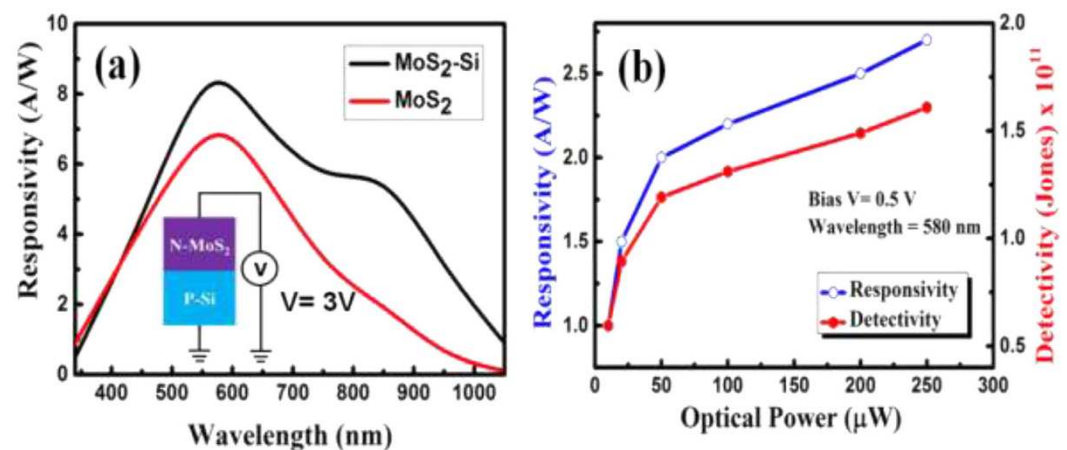 (a)
MoS2-Si
MoS2
Responsivity (A/W)
10
8
6
4
2
0
N-MoS2
P-Si
V
V= 3V
400 500 600 700 800 900 1000
Wavelength (nm)
(b)
Responsivity (A/W)
2.5
2.0
1.5
1.0
Bias V= 0.5 V
Wavelength = 580 nm
Responsivity
Detectivity
2.0
1.5
1.0
0.5
Detectivity (Jones) x 10^11
0 50 100 150 200 250 300
Optical Power (μW)